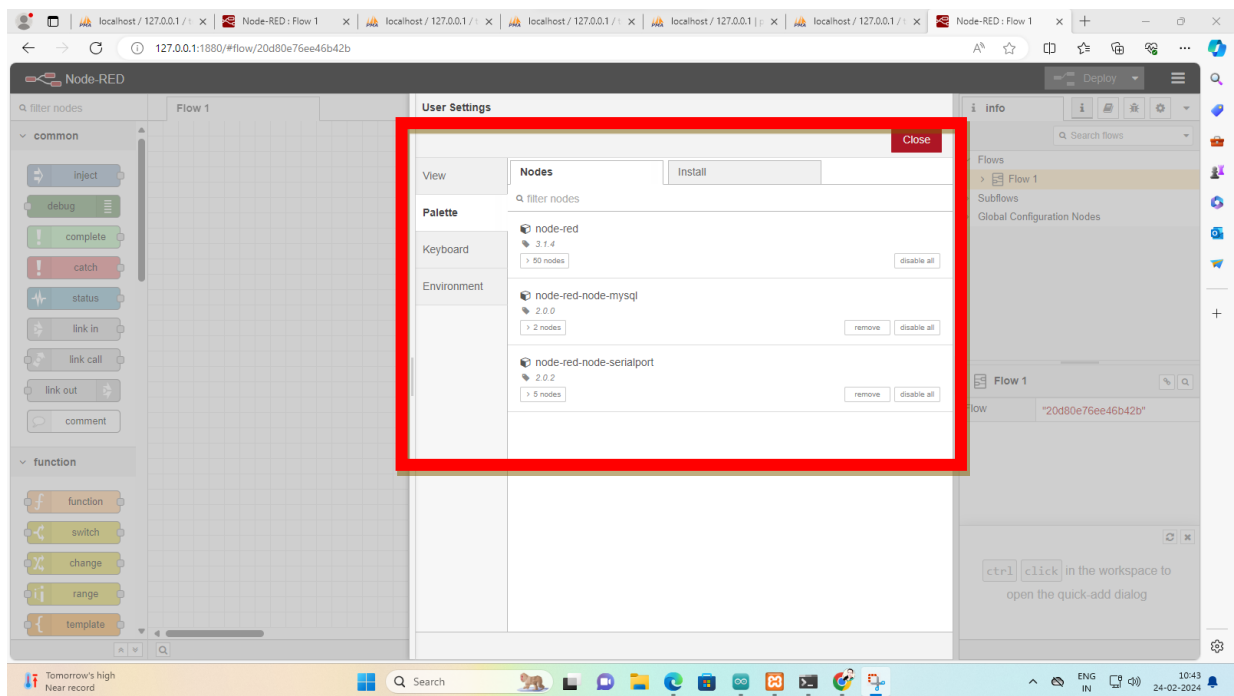 localhost / 127.0.0.1 / t
Node-RED : Flow 1
localhost / 127.0.0.1 / t
localhost / 127.0.0.1 / t
localhost / 127.0.0.1 | p
localhost / 127.0.0.1 / t
Node-RED : Flow 1
127.0.0.1:1880/#flow/20d80e76ee46b42b
Node-RED
Deploy
filter nodes
Flow 1
User Settings
i info
common
Close
Search flows
inject
debug
complete
catch
status
link in
link call
link out
comment
function
function
switch
change
range
template
View
Palette
Keyboard
Environment
Nodes
Install
filter nodes
node-red
3.1.4
> 50 nodes
disable all
node-red-node-mysql
2.0.0
> 2 nodes
remove
disable all
node-red-node-serialport
2.0.2
> 5 nodes
remove
disable all
Flows
Flow 1
Subflows
Global Configuration Nodes
Flow 1
"20d80e76ee46b42b"
ctrl click in the workspace to
open the quick-add dialog
Tomorrow's high
Near record
Search
ENG
IN
10:43
24-02-2024